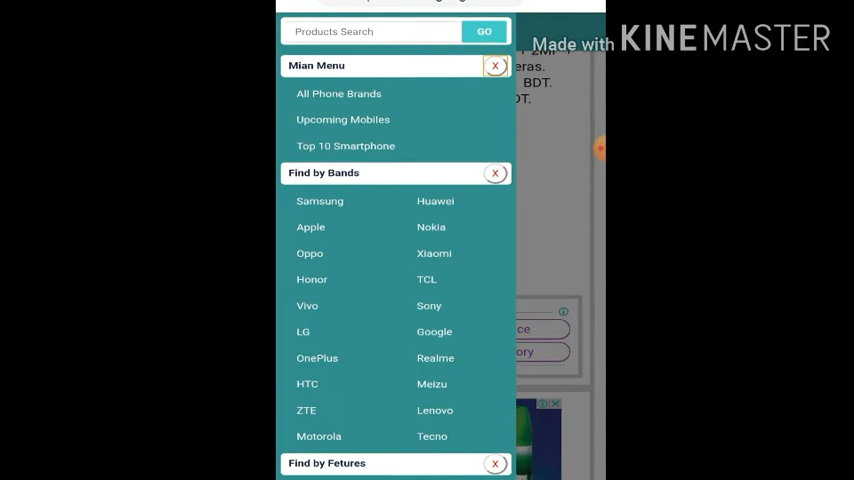 Products Search GO
Made with KINEMASTER
Mian Menu X
eras.
BDT.
All Phone Brands
Upcoming Mobiles
Top 10 Smartphone
Find by Bands X
Samsung Huawei
Apple Nokia
Oppo Xiaomi
Honor TCL
Vivo Sony
LG Google
OnePlus Realme
HTC Meizu
ZTE Lenovo
Motorola Tecno
Find by Fetures X